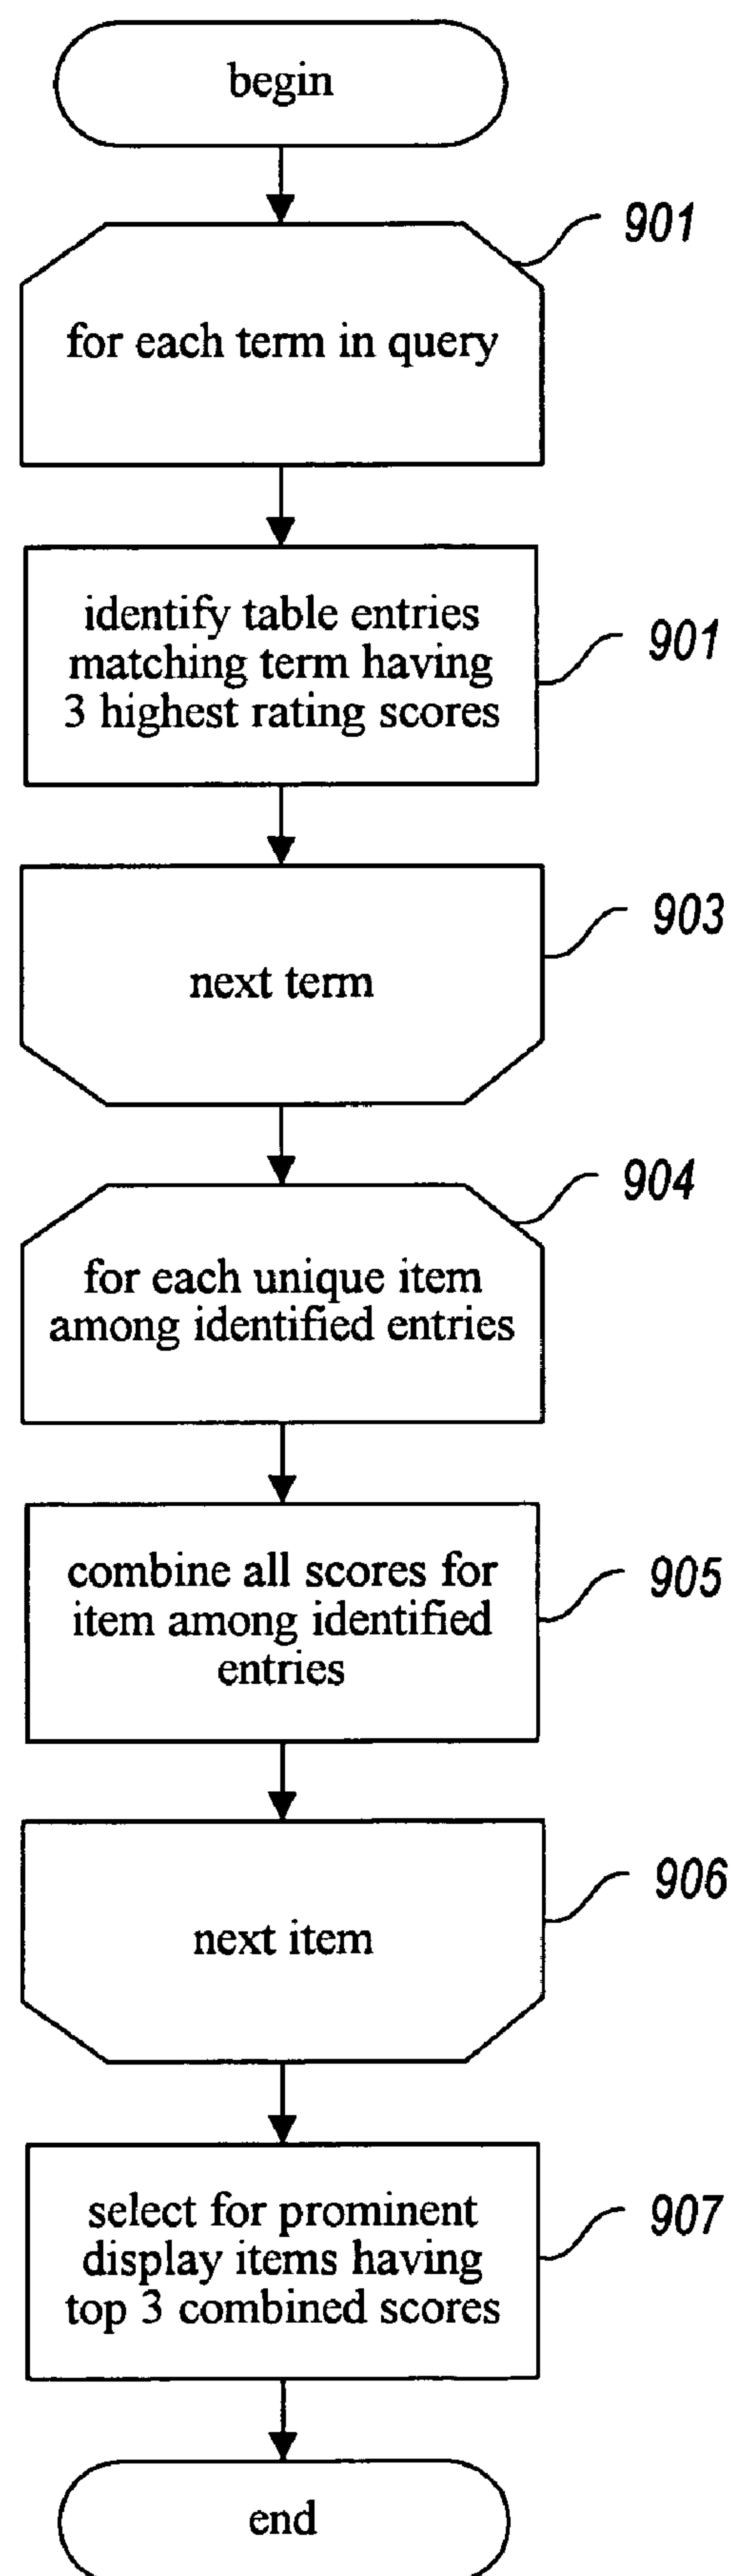 begin
901
for each term in query
identify table entries
matching term having
3 highest rating scores
901
903
next term
904
for each unique item
among identified entries
combine all scores for
item among identified
entries
905
906
next item
select for prominent
display items having
top 3 combined scores
907
end